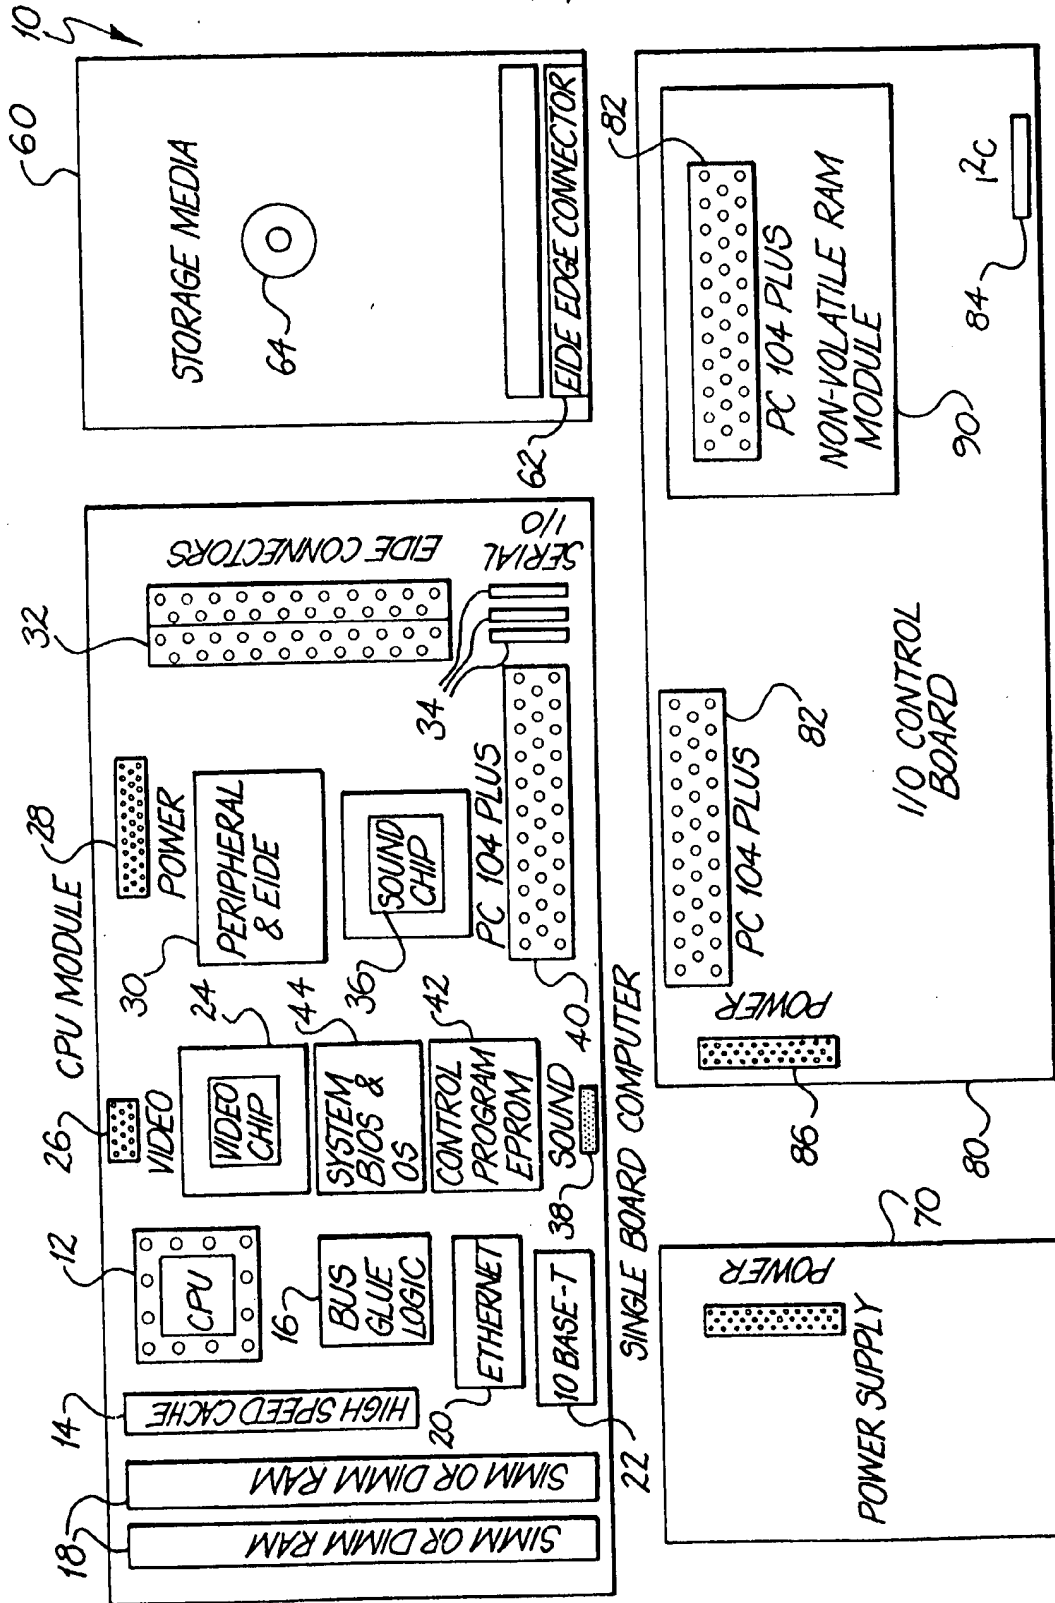 10
60
STORAGE MEDIA
64
EIDE EDGE CONNECTOR
62
CPU MODULE
18
SIMM OR DIMM RAM
SIMM OR DIMM RAM
14
HIGH SPEED CACHE
12
CPU
16
BUS
GLUE
LOGIC
20
ETHERNET
22
10 BASE-T
26
VIDEO
24
VIDEO
CHIP
44
SYSTEM
BIOS &
OS
42
CONTROL
PROGRAM
EPROM
38
SOUND
28
POWER
30
PERIPHERAL
& EIDE
36
SOUND
CHIP
40
PC 104 PLUS
32
EIDE CONNECTORS
34
SERIAL
I/O
SINGLE BOARD COMPUTER
70
POWER
POWER SUPPLY
80
86
POWER
82
PC 104 PLUS
I/O CONTROL
BOARD
82
PC 104 PLUS
NON-VOLATILE RAM
MODULE
90
84
I2C